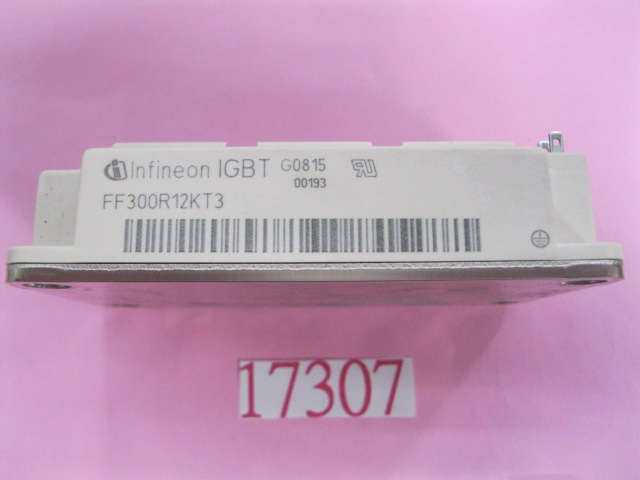 Infineon IGBT G0815
00193
FF300R12KT3
17307